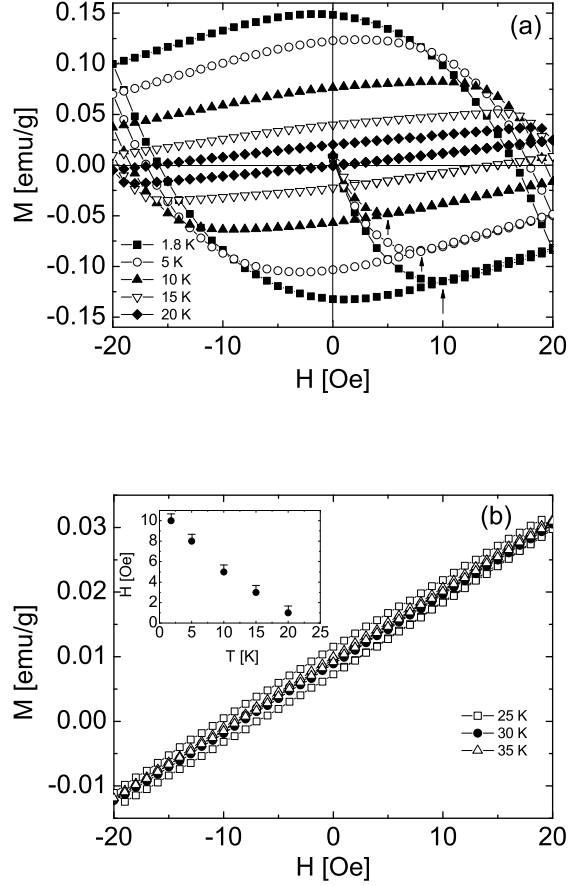 (a)
M [emu/g]
0.15
0.10
0.05
0.00
-0.05
-0.10
-0.15
1.8 K
5 K
10 K
15 K
20 K
-20 -10 0 10 20
H [Oe]
(b)
M [emu/g]
0.03
0.02
0.01
0.00
-0.01
H [Oe]
10
8
6
4
2
0
0 5 10 15 20 25
T [K]
25 K
30 K
35 K
-20 -10 0 10 20
H [Oe]